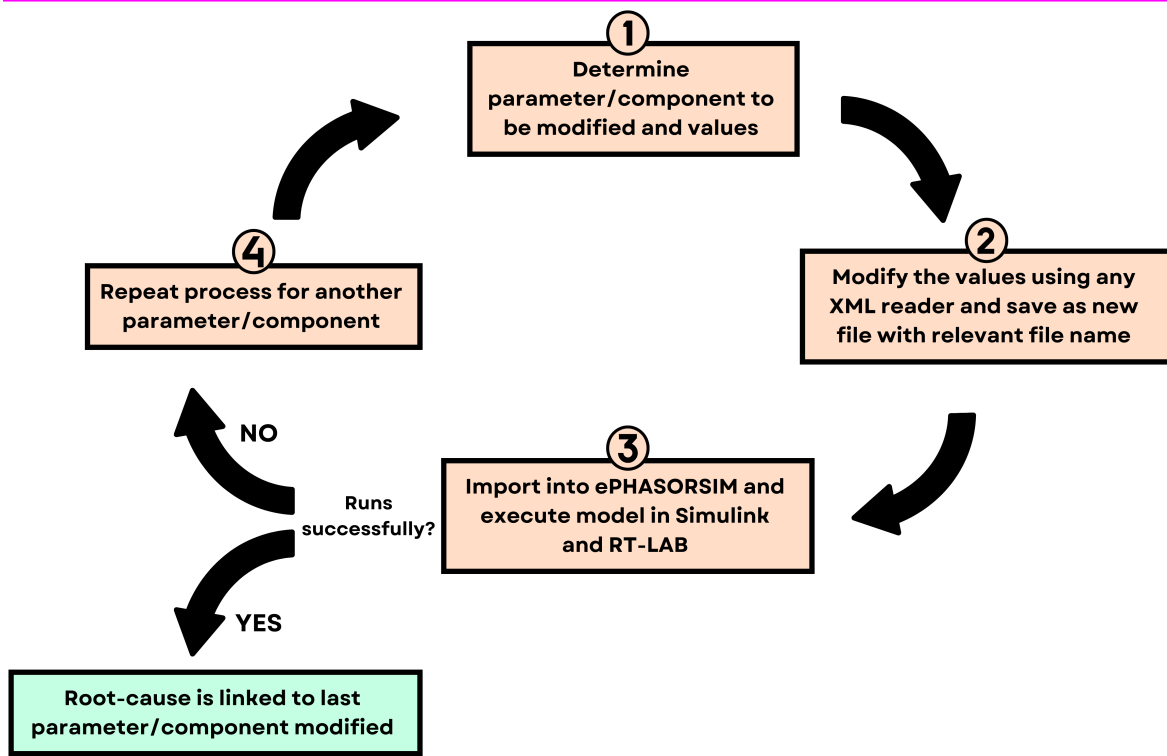 1
Determine
parameter/component to
be modified and values
2
Modify the values using any
XML reader and save as new
file with relevant file name
3
Import into ePHASORSIM and
execute model in Simulink
and RT-LAB
Runs
successfully?
NO
4
Repeat process for another
parameter/component
YES
Root-cause is linked to last
parameter/component modified